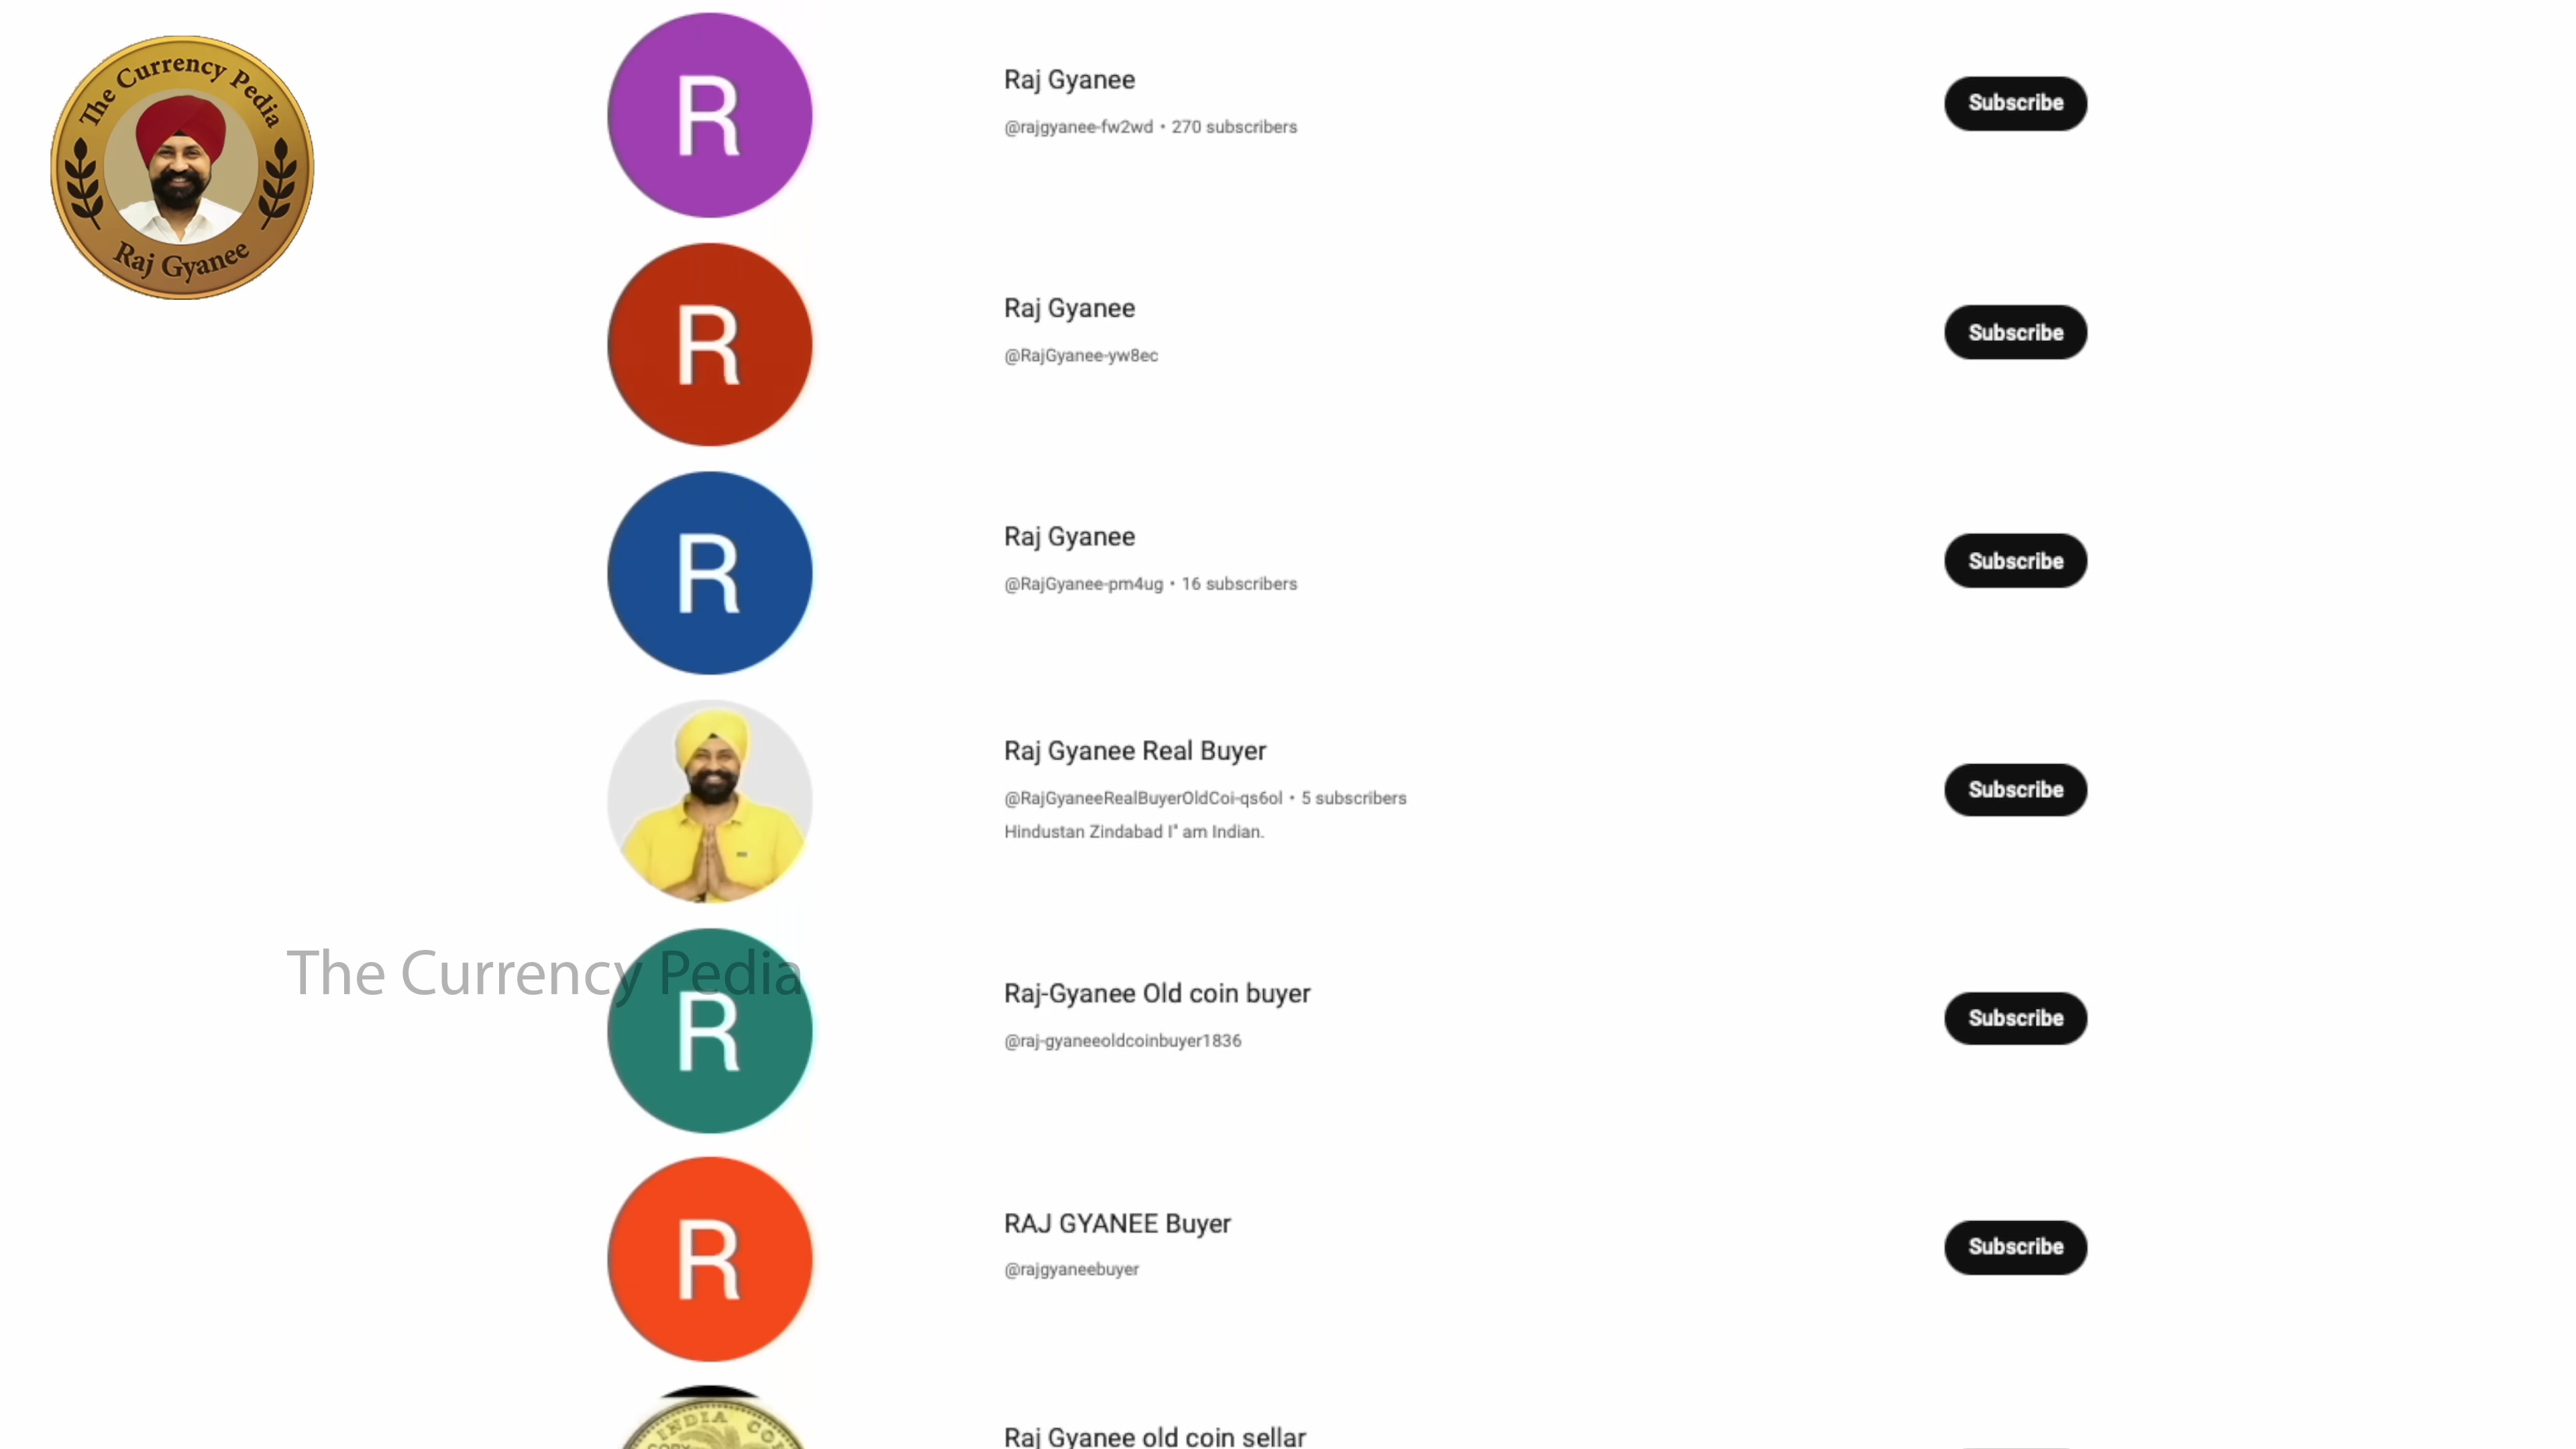 The Currency Pedia
Raj Gyanee
R
Raj Gyanee
@rajgyanee-fw2wd • 270 subscribers
Subscribe
R
Raj Gyanee
@RajGyanee-yw8ec
Subscribe
R
Raj Gyanee
@RajGyanee-pm4ug • 16 subscribers
Subscribe
Raj Gyanee Real Buyer
@RajGyaneeRealBuyerOldCoi-qs6ol • 5 subscribers
Hindustan Zindabad I" am Indian.
Subscribe
The Currency Pedia
R
Raj-Gyanee Old coin buyer
@raj-gyaneeoldcoinbuyer1836
Subscribe
R
RAJ GYANEE Buyer
@rajgyaneebuyer
Subscribe
INDIA
Raj Gyanee old coin sellar